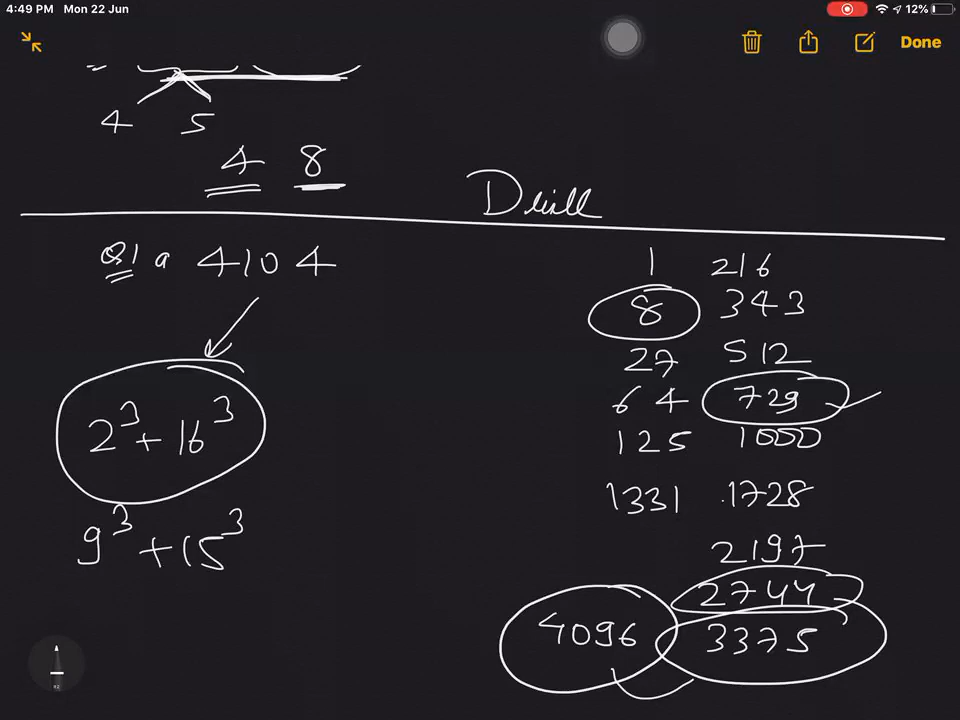 4:49 PM Mon 22 Jun
12%
Done
4 5
4 8
Drill
Q1 a 4104
2³ + 16³
9³ + 15³
1 216
8 343
27 512
64 729
125 1000
1331 1728
2197
2744
4096 3375